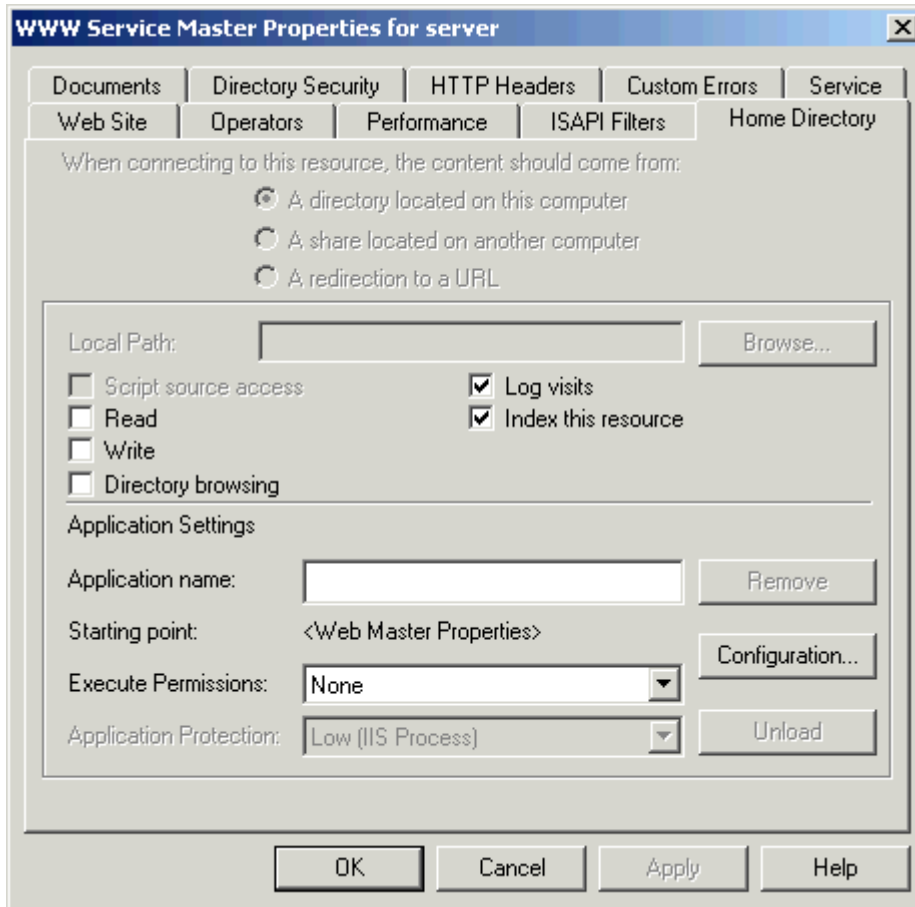 WWW Service Master Properties for server
Documents Directory Security HTTP Headers Custom Errors Service
Web Site Operators Performance ISAPI Filters Home Directory
When connecting to this resource, the content should come from:
A directory located on this computer
A share located on another computer
A redirection to a URL
Local Path: Browse...
Script source access Log visits
Read Index this resource
Write
Directory browsing
Application Settings
Application name: Remove
Starting point: <Web Master Properties>
Configuration...
Execute Permissions: None
Application Protection: Low (IIS Process) Unload
OK Cancel Apply Help